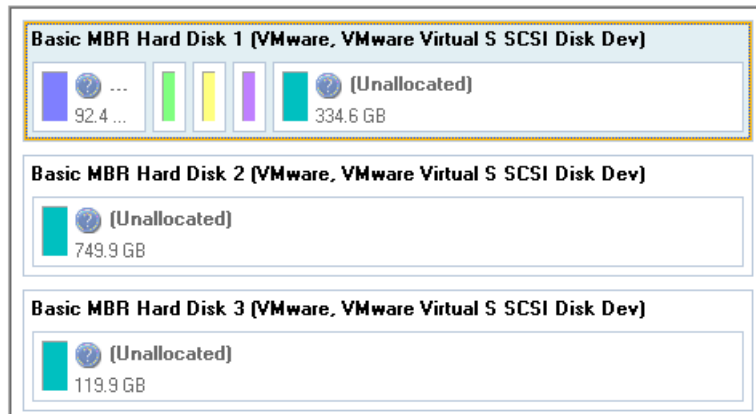 Basic MBR Hard Disk 1 (VMware, VMware Virtual S SCSI Disk Dev)
...
92.4 ...
(Unallocated)
334.6 GB
Basic MBR Hard Disk 2 (VMware, VMware Virtual S SCSI Disk Dev)
(Unallocated)
749.9 GB
Basic MBR Hard Disk 3 (VMware, VMware Virtual S SCSI Disk Dev)
(Unallocated)
119.9 GB